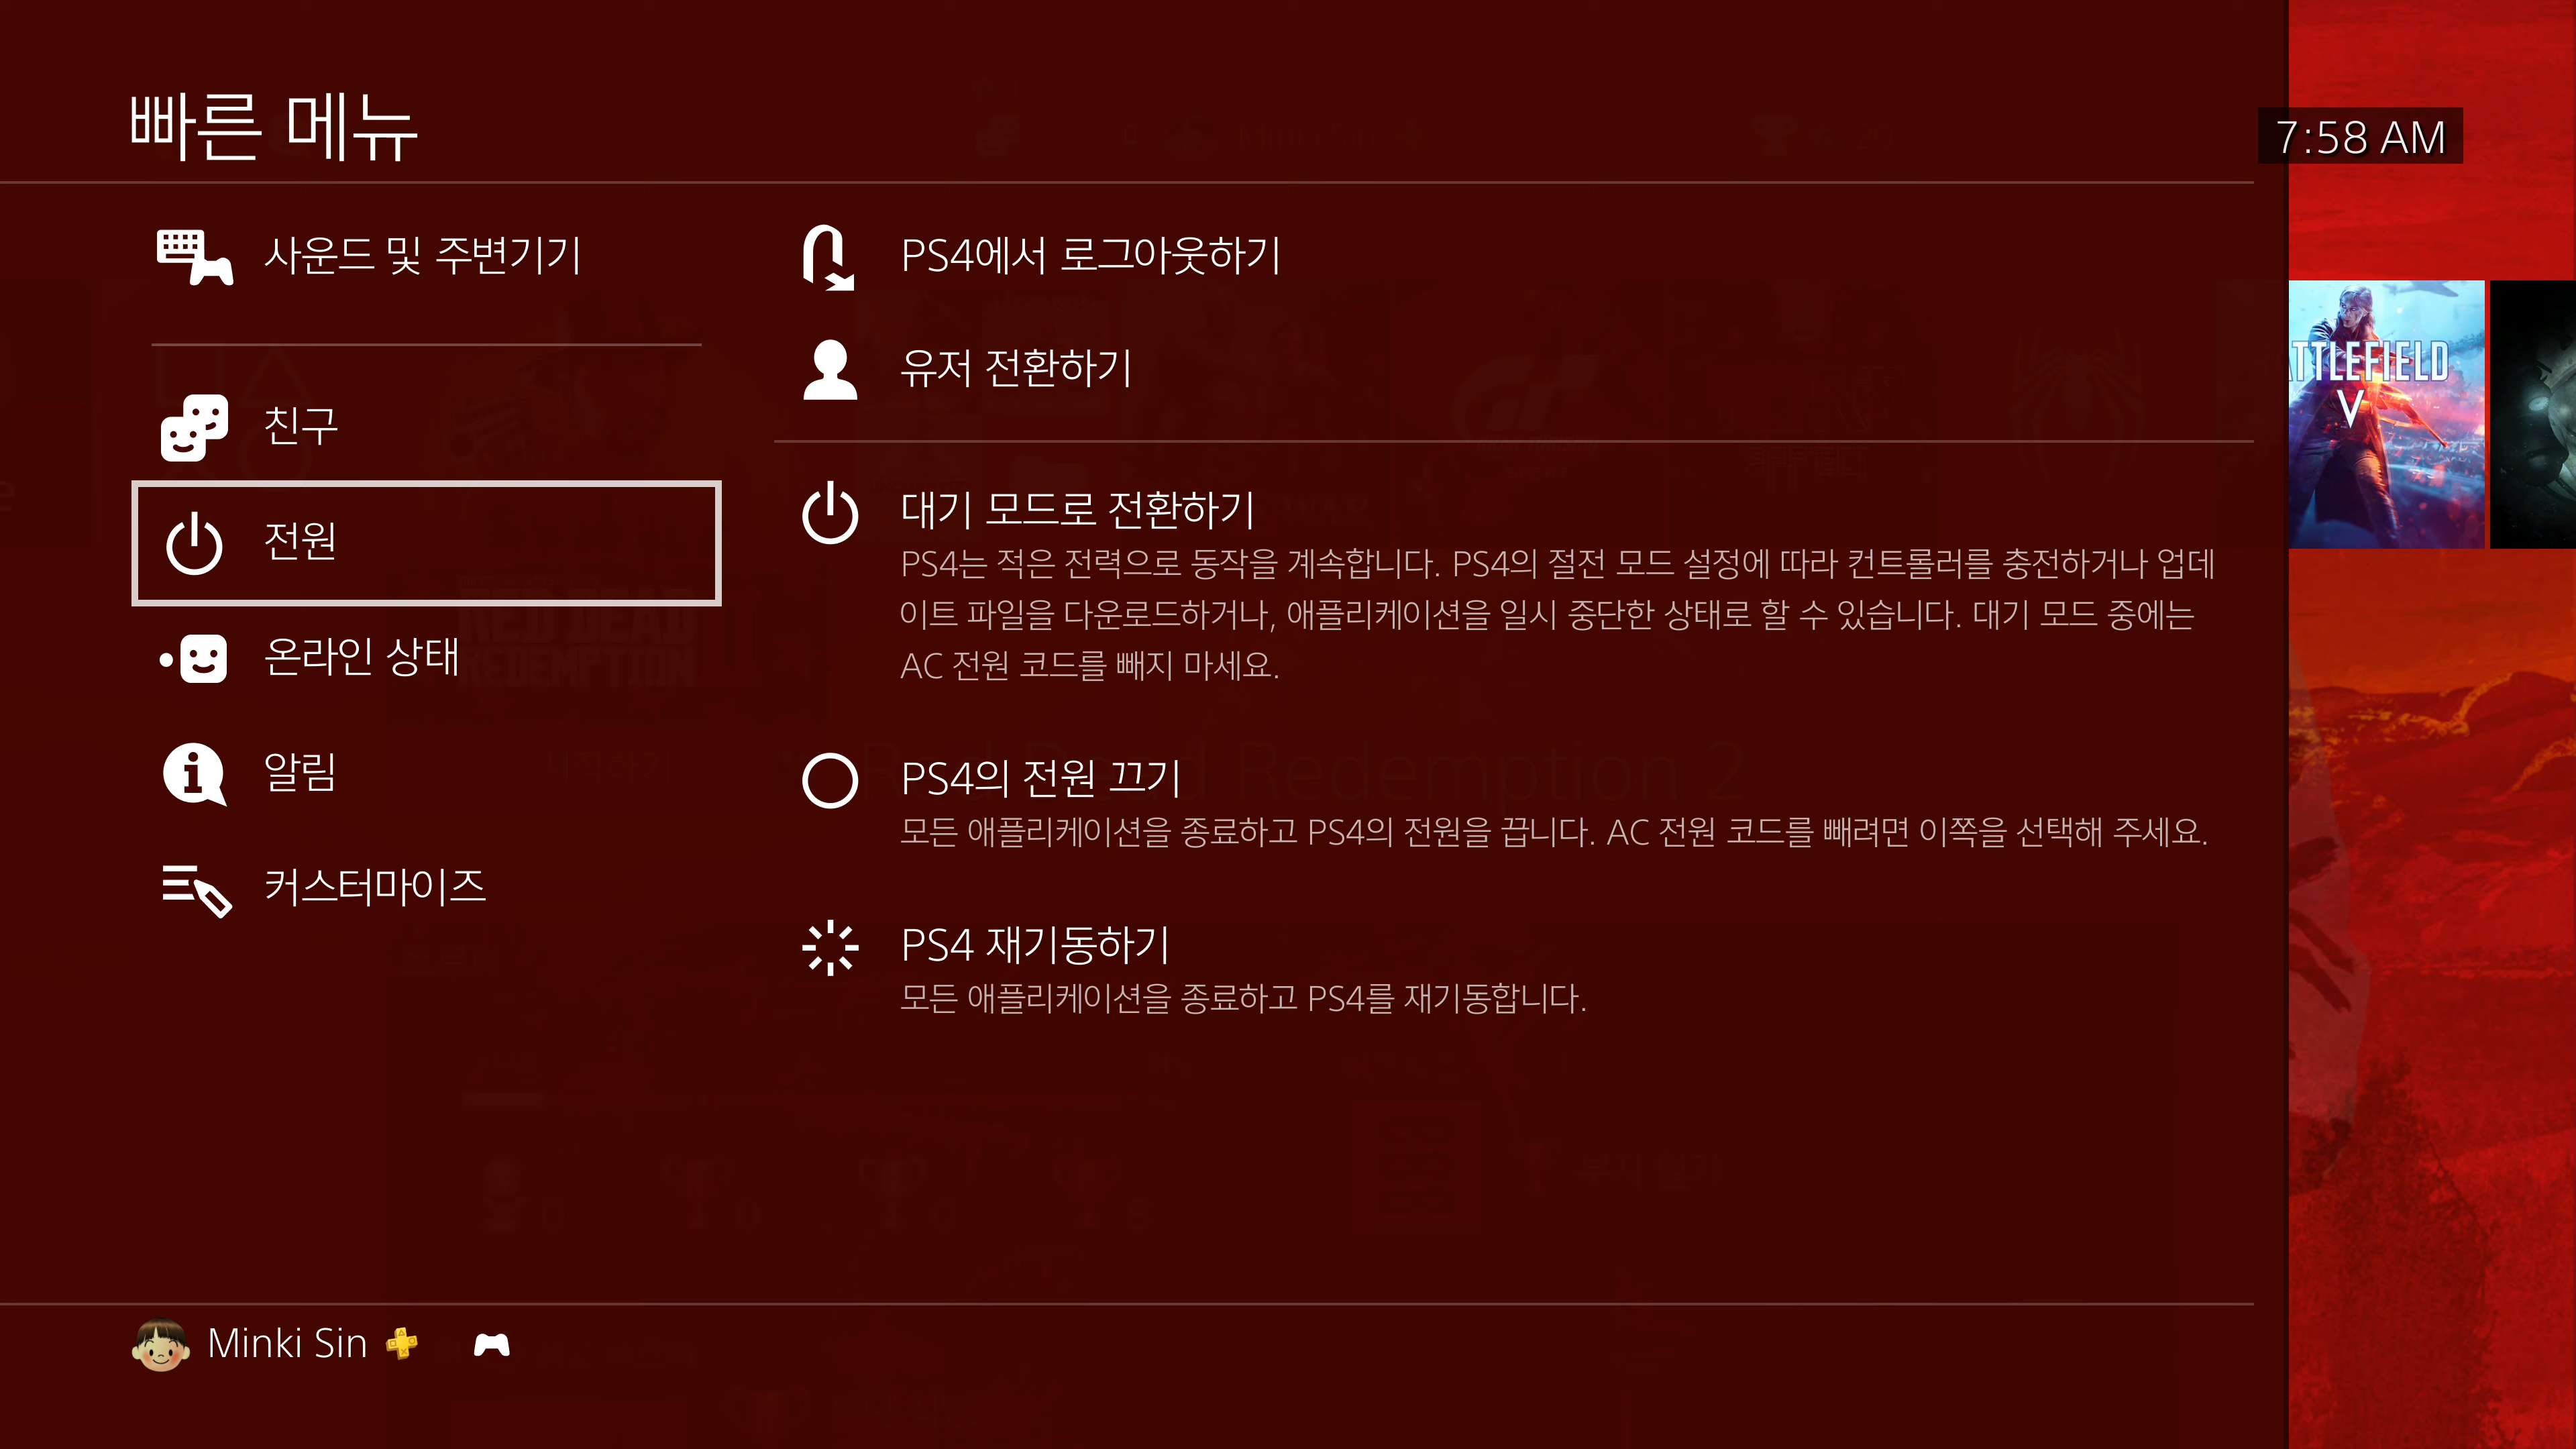 빠른 메뉴
7:58 AM
사운드 및 주변기기
친구
전원
온라인 상태
알림
커스터마이즈
PS4에서 로그아웃하기
유저 전환하기
대기 모드로 전환하기
PS4는 적은 전력으로 동작을 계속합니다. PS4의 절전 모드 설정에 따라 컨트롤러를 충전하거나 업데
이트 파일을 다운로드하거나, 애플리케이션을 일시 중단한 상태로 할 수 있습니다. 대기 모드 중에는
AC 전원 코드를 빼지 마세요.
PS4의 전원 끄기
모든 애플리케이션을 종료하고 PS4의 전원을 끕니다. AC 전원 코드를 빼려면 이쪽을 선택해 주세요.
PS4 재기동하기
모든 애플리케이션을 종료하고 PS4를 재기동합니다.
TTLEFIELD
V
RED DEAD
REDEMPTION
Red Dead Redemption 2
Minki Sin